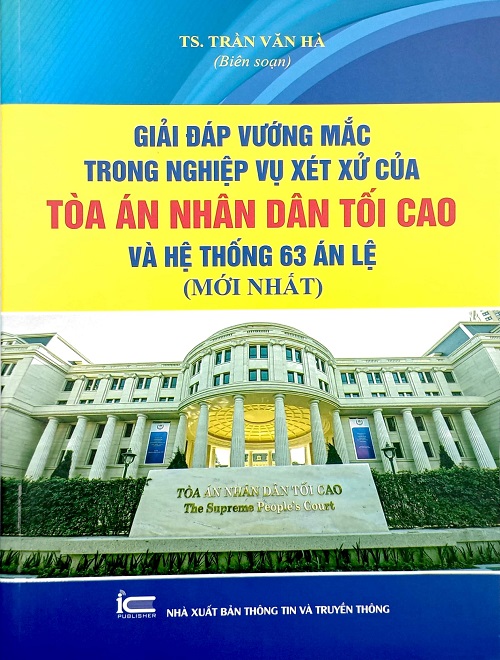 TS. TRẦN VĂN HÀ
(Biên soạn)
GIẢI ĐÁP VƯỚNG MẮC
TRONG NGHIỆP VỤ XÉT XỬ CỦA
TÒA ÁN NHÂN DÂN TỐI CAO
VÀ HỆ THỐNG 63 ÁN LỆ
(MỚI NHẤT)
TÒA ÁN NHÂN DÂN TỐI CAO
The Supreme People's Court
IC
PUBLISHER
NHÀ XUẤT BẢN THÔNG TIN VÀ TRUYỀN THÔNG